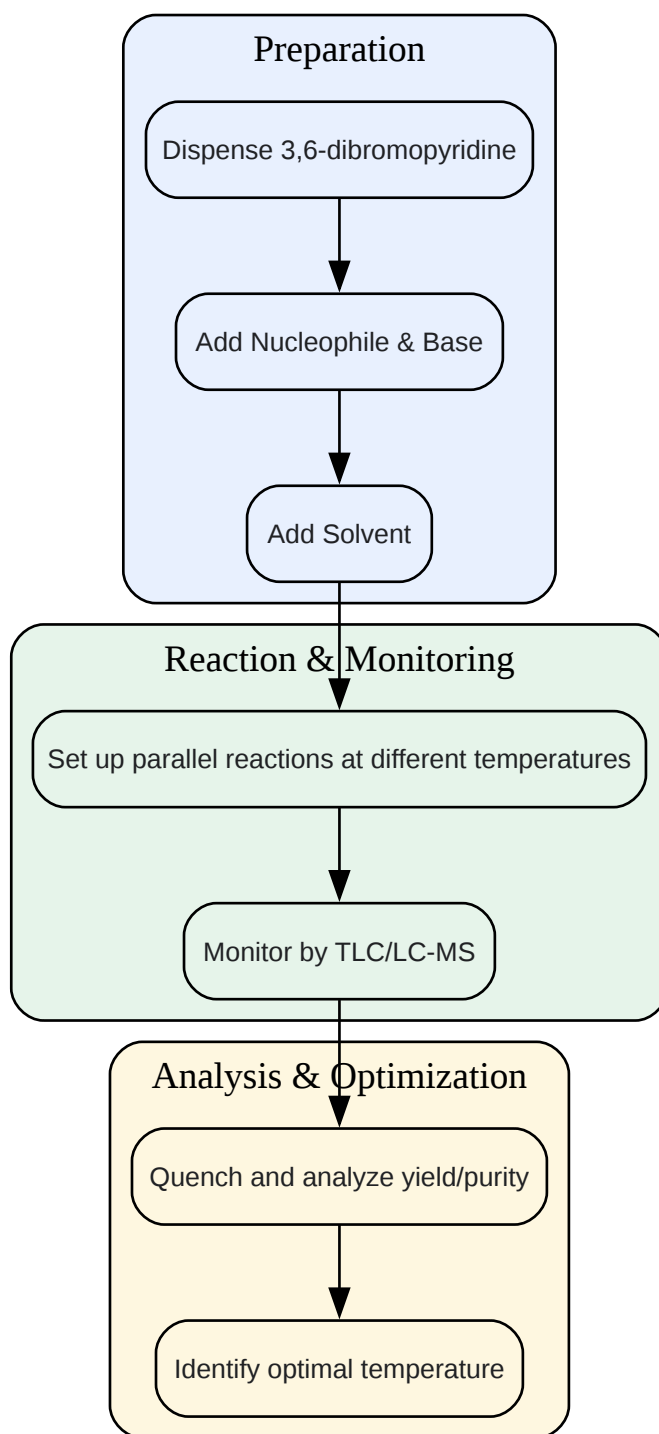 Preparation
Dispense 3,6-dibromopyridine
Add Nucleophile & Base
Add Solvent
Reaction & Monitoring
Set up parallel reactions at different temperatures
Monitor by TLC/LC-MS
Analysis & Optimization
Quench and analyze yield/purity
Identify optimal temperature